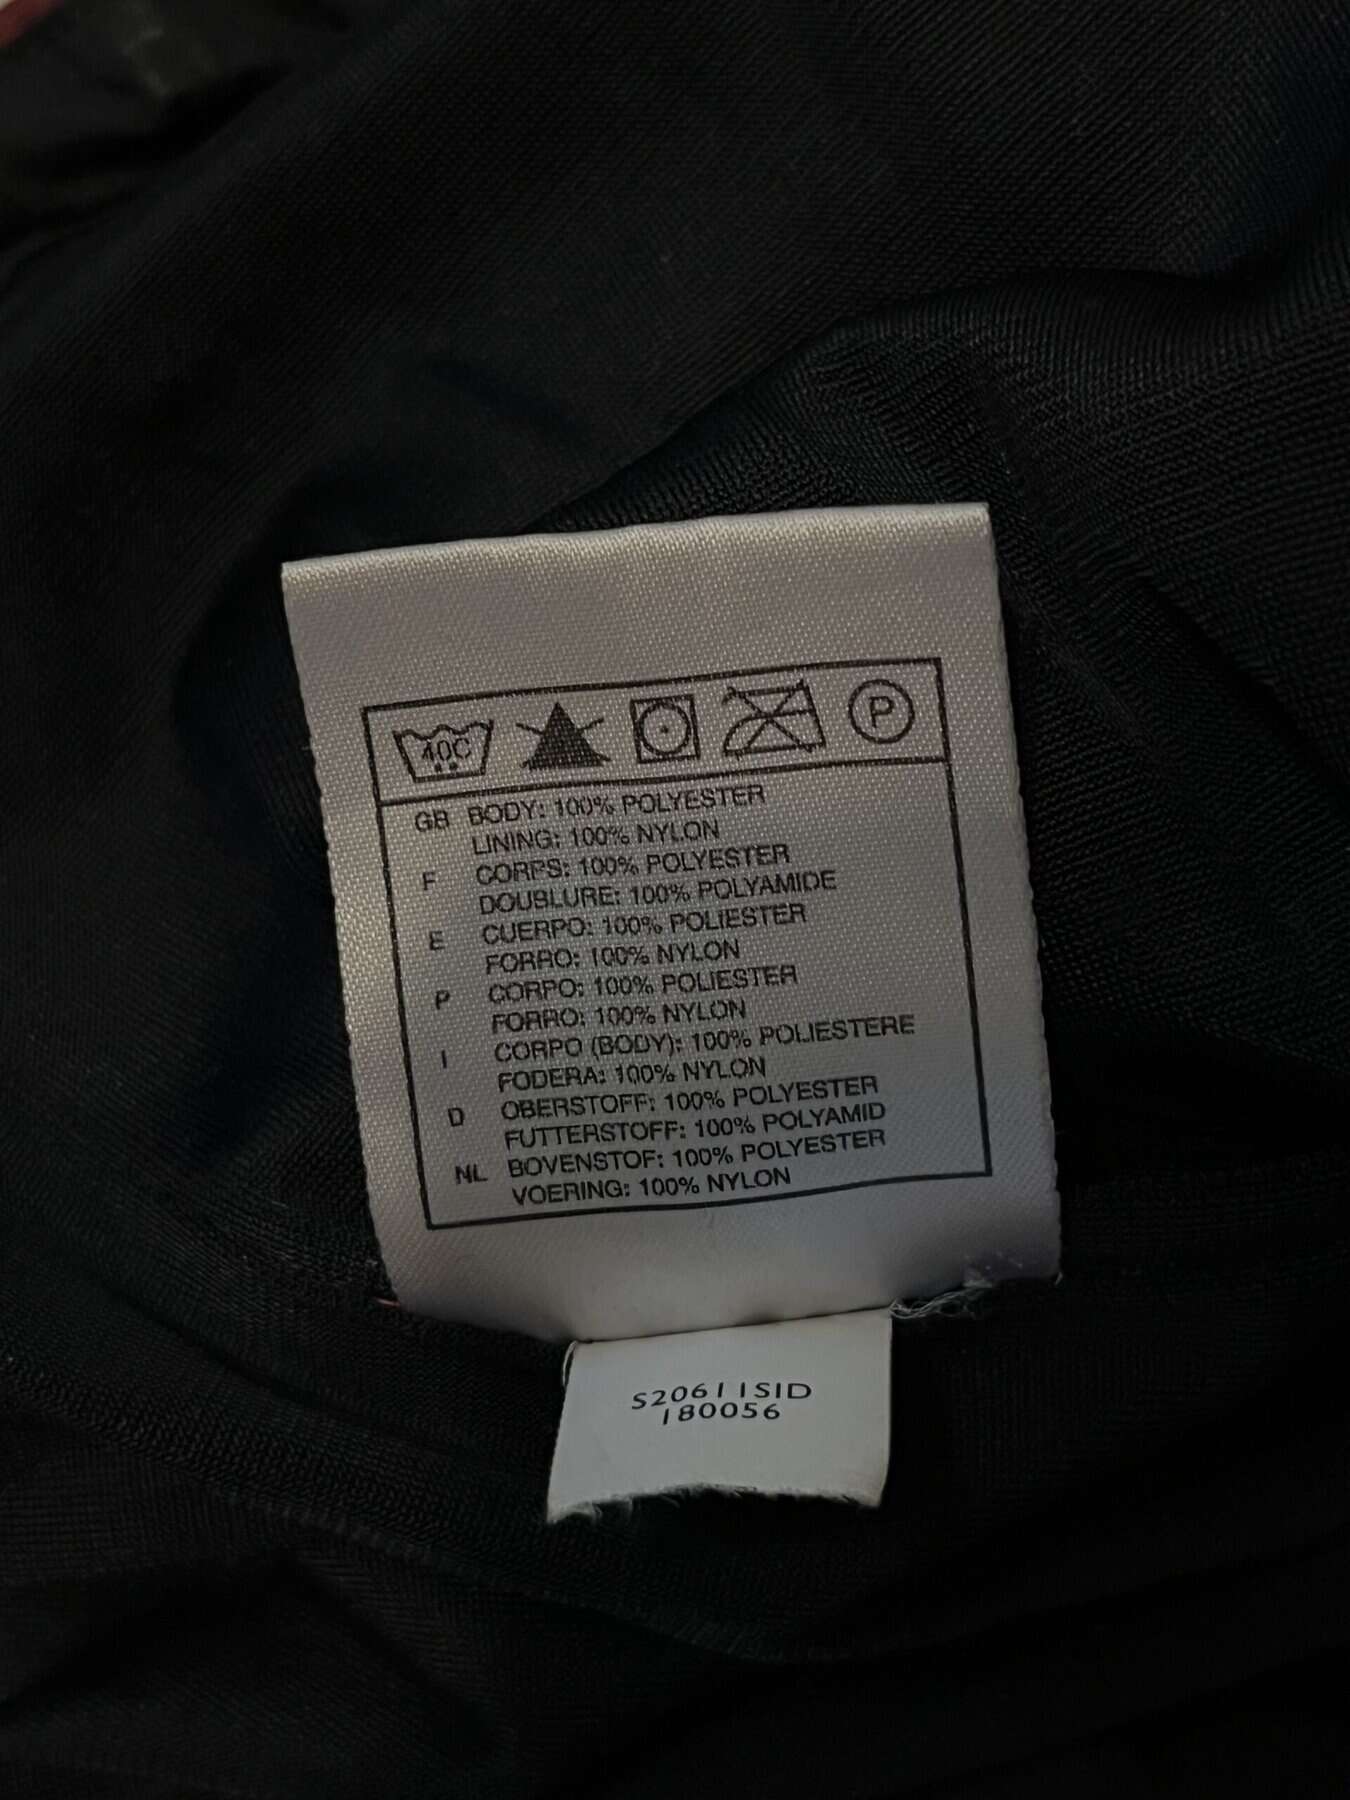 40C
P
GB BODY: 100% POLYESTER
LINING: 100% NYLON
F CORPS: 100% POLYESTER
DOUBLURE: 100% POLYAMIDE
E CUERPO: 100% POLIESTER
FORRO: 100% NYLON
P CORPO: 100% POLIESTER
FORRO: 100% NYLON
I CORPO (BODY): 100% POLIESTERE
FODERA: 100% NYLON
D OBERSTOFF: 100% POLYESTER
FUTTERSTOFF: 100% POLYAMID
NL BOVENSTOF: 100% POLYESTER
VOERING: 100% NYLON
S20611SID
180056